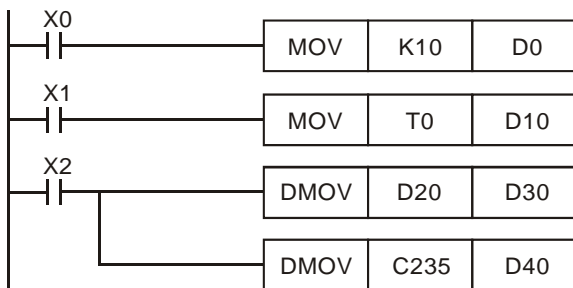 X0
MOV K10 D0
X1
MOV T0 D10
X2
DMOV D20 D30
DMOV C235 D40